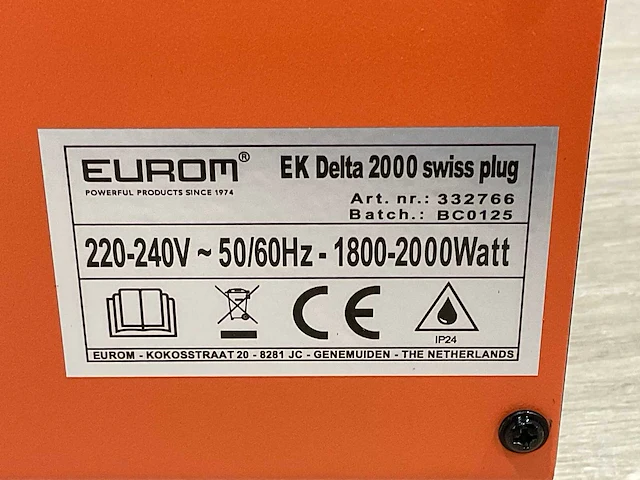 EUROM® EK Delta 2000 swiss plug
POWERFUL PRODUCTS SINCE 1974
Art. nr.: 332766
Batch.: BC0125
220-240V ~ 50/60Hz - 1800-2000Watt
CE
IP24
EUROM - KOKOSSTRAAT 20 - 8281 JC - GENEMUIDEN - THE NETHERLANDS